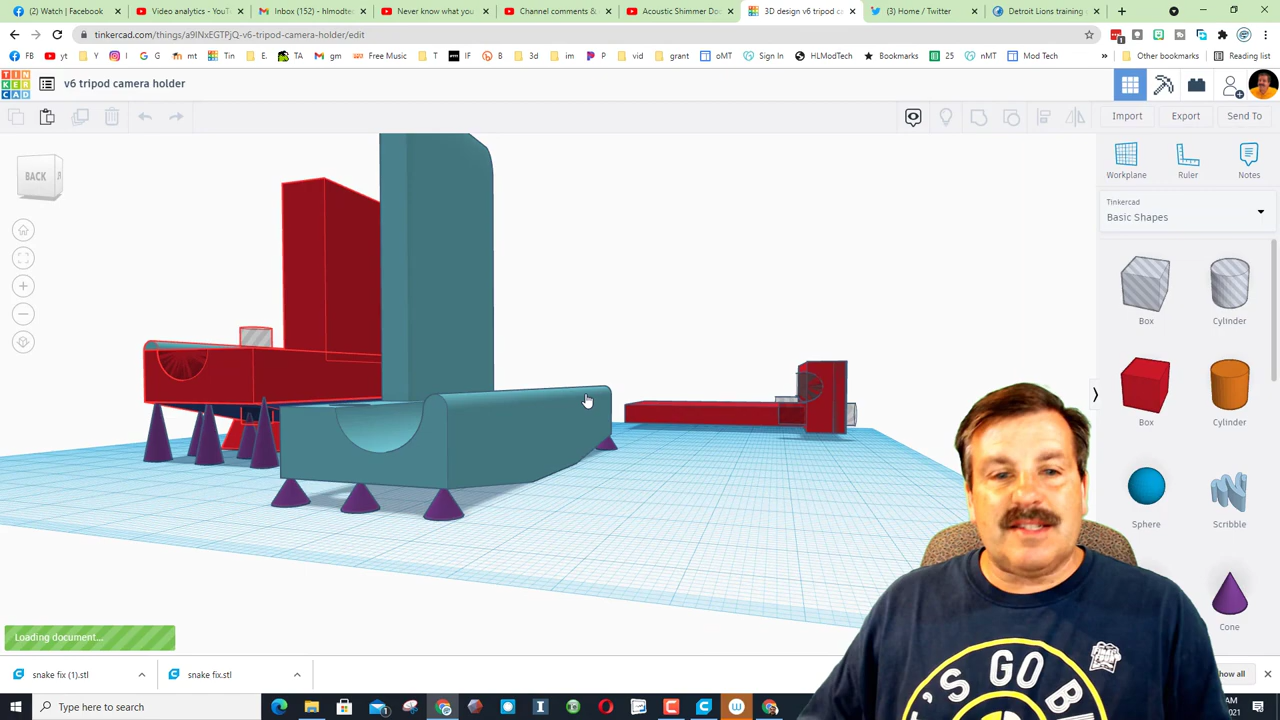 (2) Watch | Facebook
Video analytics - YouT
Gmail
Inbox (152) – hlmodte
Never know what you
Channel comments &
Acoustic Shimmer Do
3D design v6 tripod c
(3) Home / Twitter
Detroit Lions training
tinkercad.com/things/a9INxEGTPjQ-v6-tripod-camera-holder/edit
FB
yt
I
G
mt
Tin
E.
TA
gm
Free Music
T
IF
B
3d
vid
grant
oMT
Sign In
HLModTech
P
Bookmarks
25
nMT
Mod Tech
Other bookmarks
Reading list
TIN
KER
CAD
v6 tripod camera holder
Import
Export
Send To
BACK
Workplane
Ruler
Notes
Tinkercad
Basic Shapes
Box
Cylinder
Box
Cylinder
Sphere
Scribble
Cone
Loading document...
snake fix (1).stl
snake fix.stl
Type here to search
'S GO B